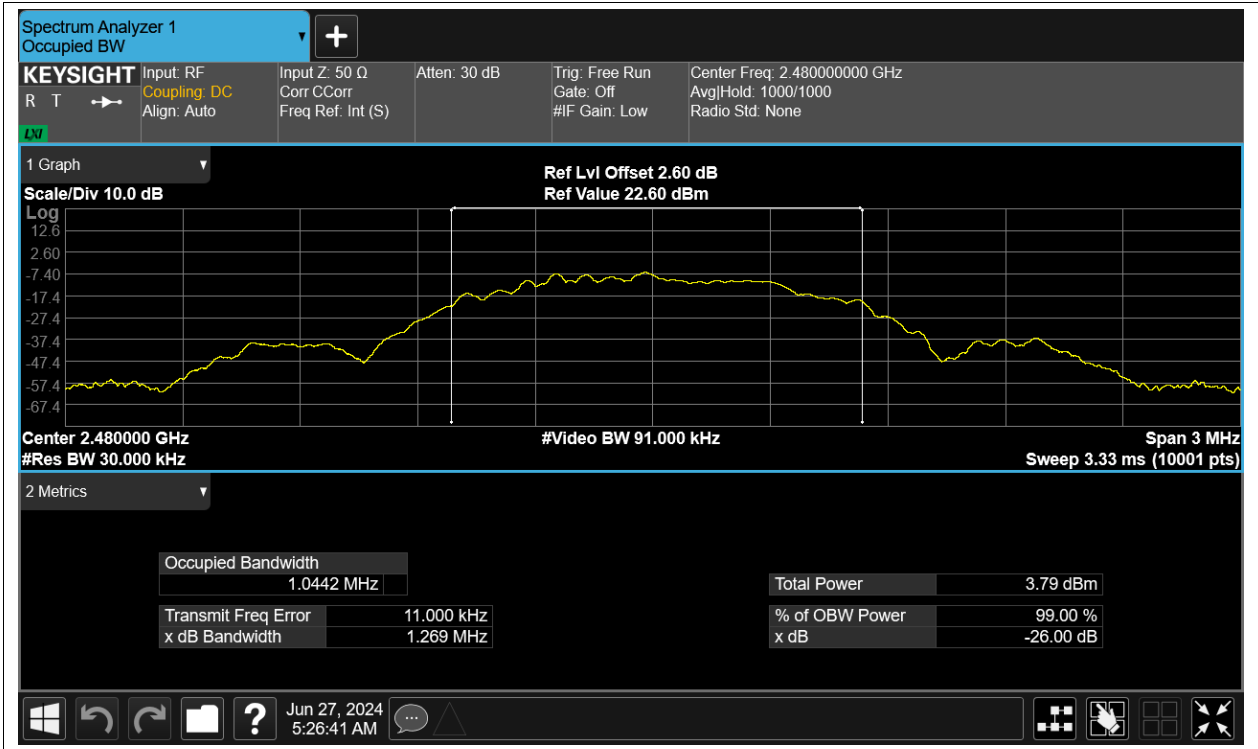 Spectrum Analyzer 1
Occupied BW
+
KEYSIGHT
R T
LXI
Input: RF
Coupling: DC
Align: Auto
Input Z: 50 Ω
Corr CCorr
Freq Ref: Int (S)
Atten: 30 dB
Trig: Free Run
Gate: Off
#IF Gain: Low
Center Freq: 2.480000000 GHz
Avg|Hold: 1000/1000
Radio Std: None
1 Graph
Scale/Div 10.0 dB
Ref Lvl Offset 2.60 dB
Ref Value 22.60 dBm
Log
12.6
2.60
-7.40
-17.4
-27.4
-37.4
-47.4
-57.4
-67.4
Center 2.480000 GHz
#Video BW 91.000 kHz
Span 3 MHz
#Res BW 30.000 kHz
Sweep 3.33 ms (10001 pts)
2 Metrics
Occupied Bandwidth
1.0442 MHz
Transmit Freq Error 11.000 kHz
x dB Bandwidth 1.269 MHz
Total Power 3.79 dBm
% of OBW Power 99.00 %
x dB -26.00 dB
?
Jun 27, 2024
5:26:41 AM